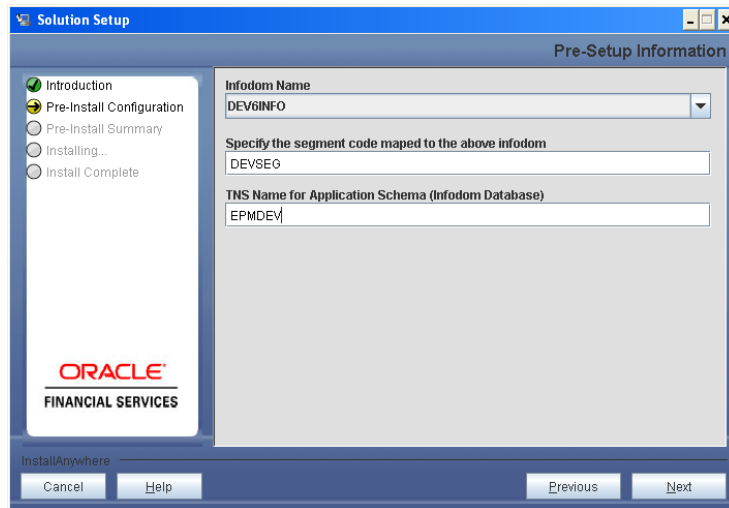 Solution Setup
Pre-Setup Information
Introduction
Pre-Install Configuration
Pre-Install Summary
Installing...
Install Complete
ORACLE
FINANCIAL SERVICES
Infodom Name
DEV6INFO
Specify the segment code maped to the above infodom
DEVSEG
TNS Name for Application Schema (Infodom Database)
EPMDEV
InstallAnywhere
Cancel
Help
Previous
Next